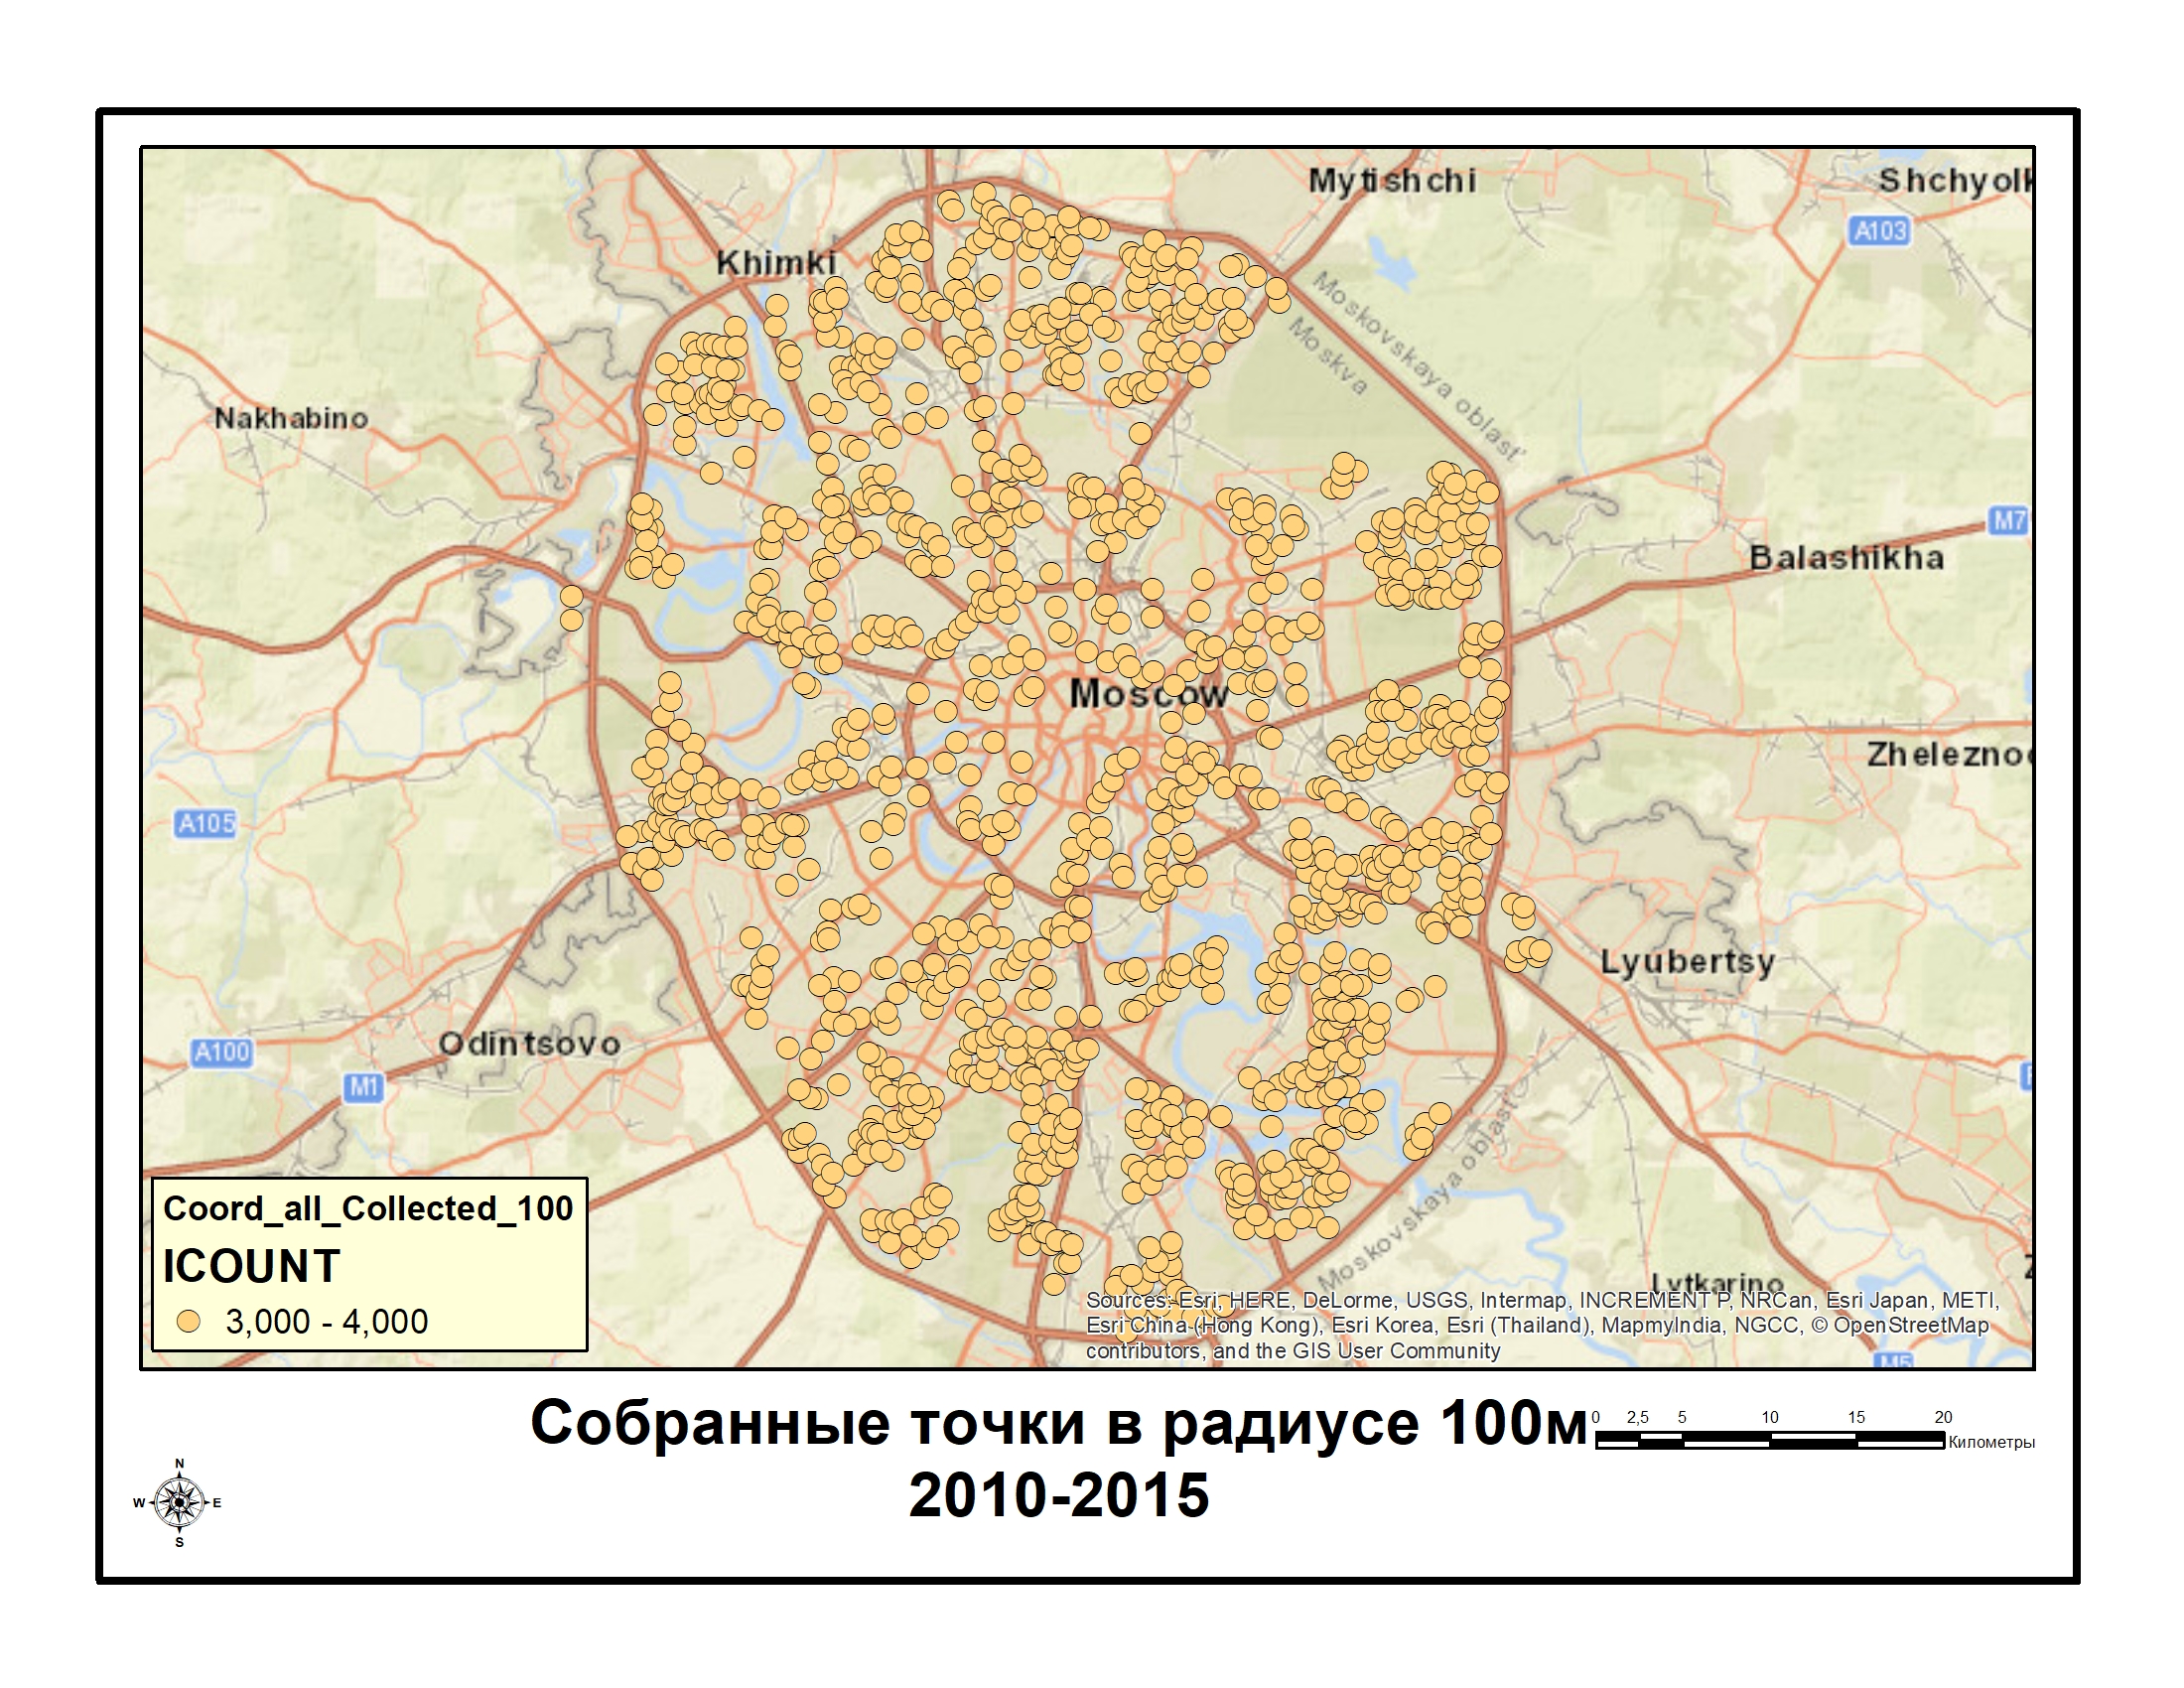 Mytishchi
Shchyolk
A103
Khimki
Moskovskaya oblast'
Moskva
Nakhabino
M7
Balashikha
Moscow
Zheleznoc
A105
Lyubertsy
Odintsovo
A100
M1
Moskovskaya oblast'
Lytkarino
Coord_all_Collected_100
ICOUNT
3,000 - 4,000
Sources: Esri, HERE, DeLorme, USGS, Intermap, INCREMENT P, NRCan, Esri Japan, METI,
Esri China (Hong Kong), Esri Korea, Esri (Thailand), MapmyIndia, NGCC, © OpenStreetMap
contributors, and the GIS User Community
M5
Собранные точки в радиусе 100м
2010-2015
0 2,5 5 10 15 20
Километры
N
W E
S